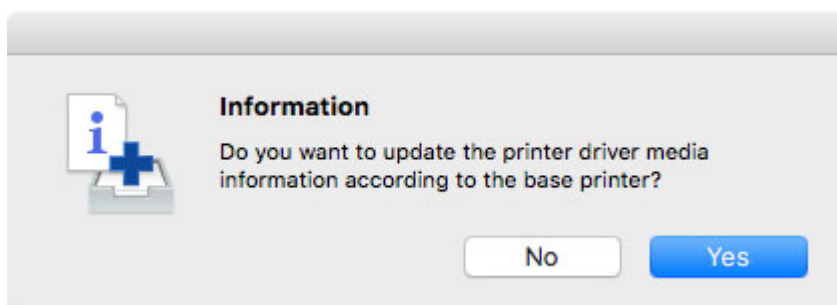 Information
Do you want to update the printer driver media
information according to the base printer?
No
Yes